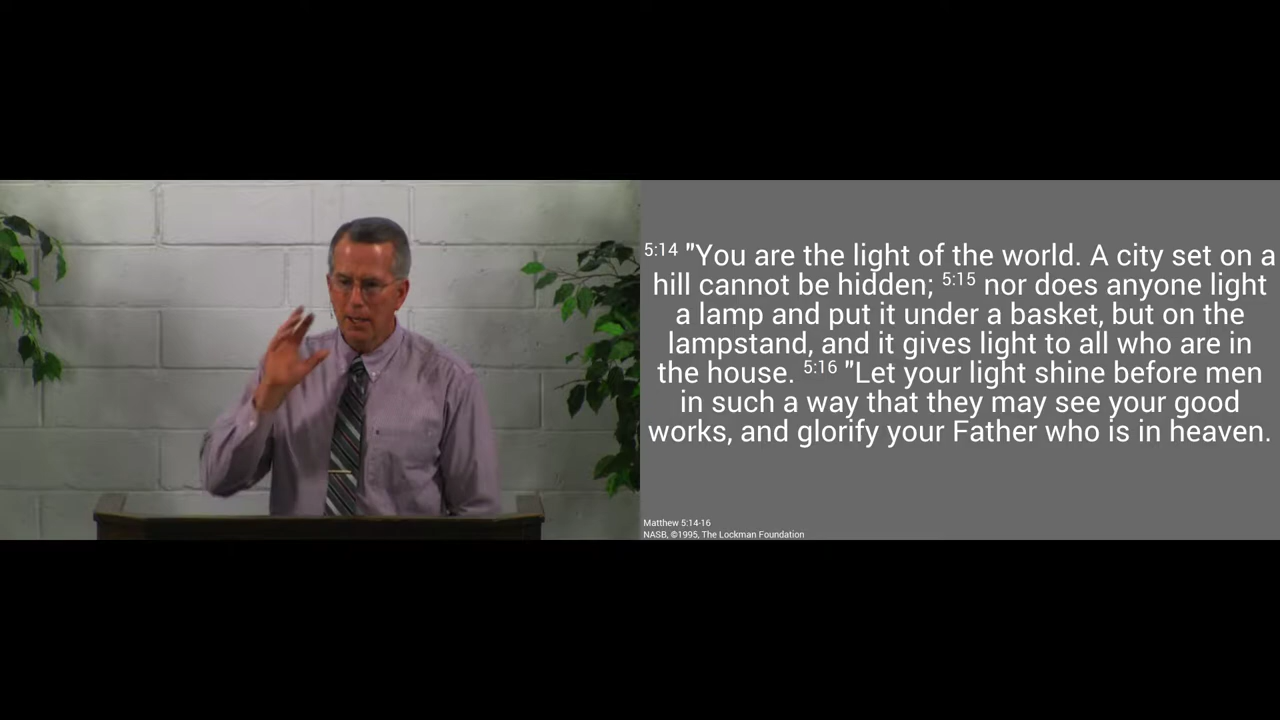 5:14 "You are the light of the world. A city set on a
hill cannot be hidden; 5:15 nor does anyone light
a lamp and put it under a basket, but on the
lampstand, and it gives light to all who are in
the house. 5:16 "Let your light shine before men
in such a way that they may see your good
works, and glorify your Father who is in heaven.
Matthew 5:14-16
NASB, ©1995, The Lockman Foundation